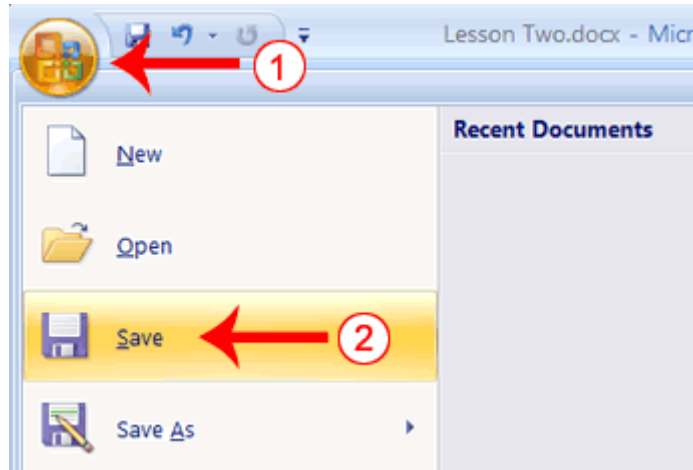 Lesson Two.docx - Micr
1
Recent Documents
New
Open
Save
2
Save As